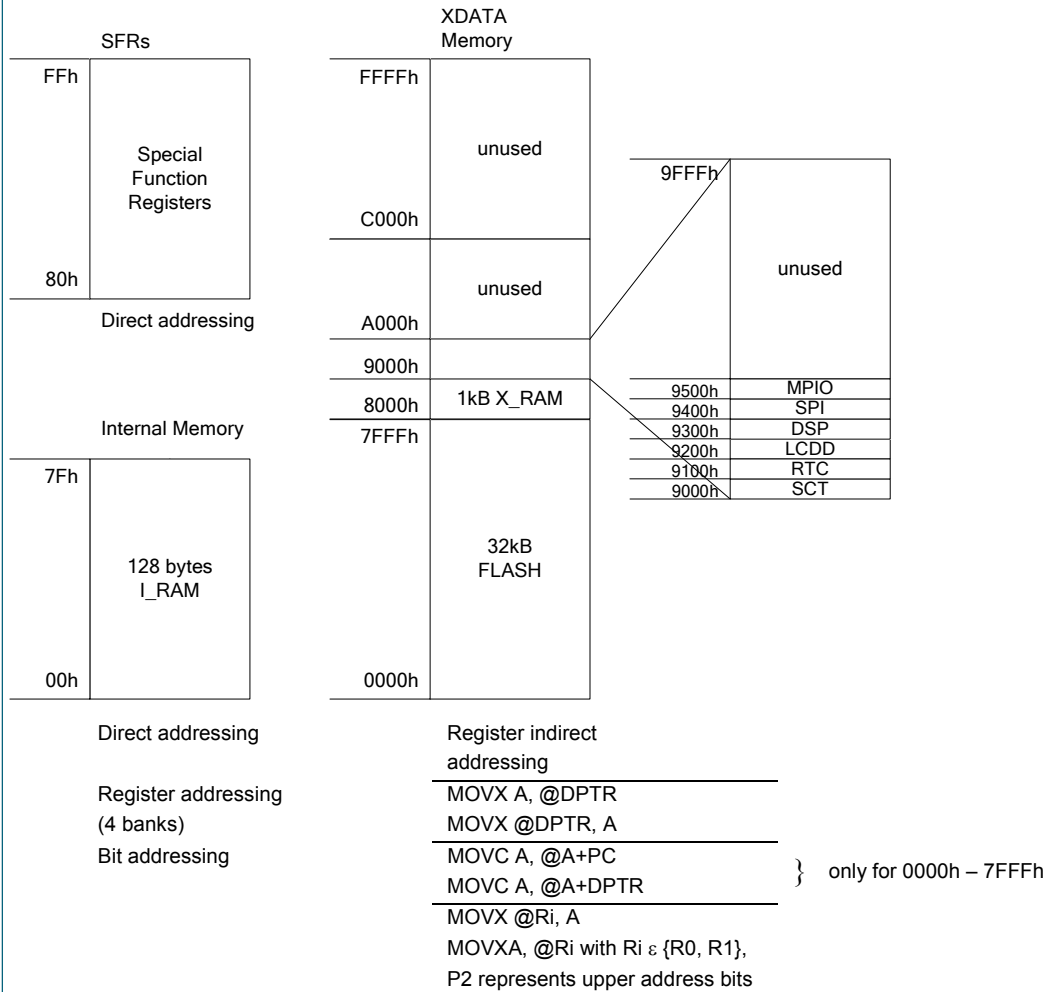 SFRs
FFh
Special
Function
Registers
80h
Direct addressing
Internal Memory
7Fh
128 bytes
I_RAM
00h
Direct addressing
Register addressing
(4 banks)
Bit addressing
XDATA
Memory
FFFFh
unused
C000h
unused
A000h
9000h
8000h
1kB X_RAM
7FFFh
32kB
FLASH
0000h
Register indirect
addressing
MOVX A, @DPTR
MOVX @DPTR, A
MOVC A, @A+PC
MOVC A, @A+DPTR
} only for 0000h – 7FFFh
MOVX @Ri, A
MOVXA, @Ri with Ri ε {R0, R1},
P2 represents upper address bits
9FFFh
unused
9500h MPIO
9400h SPI
9300h DSP
9200h LCDD
9100h RTC
9000h SCT